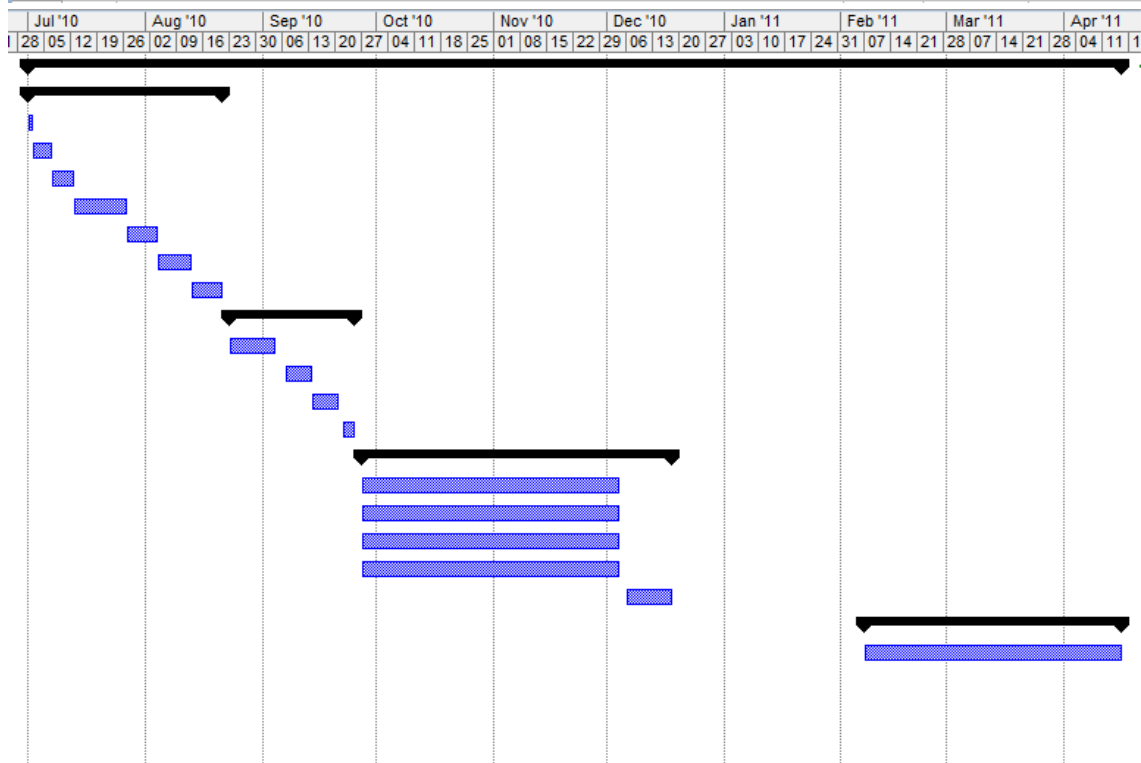 Jul '10 Aug '10 Sep '10 Oct '10 Nov '10 Dec '10 Jan '11 Feb '11 Mar '11 Apr '11
28 05 12 19 26 02 09 16 23 30 06 13 20 27 04 11 18 25 01 08 15 22 29 06 13 20 27 03 10 17 24 31 07 14 21 28 07 14 21 28 04 11